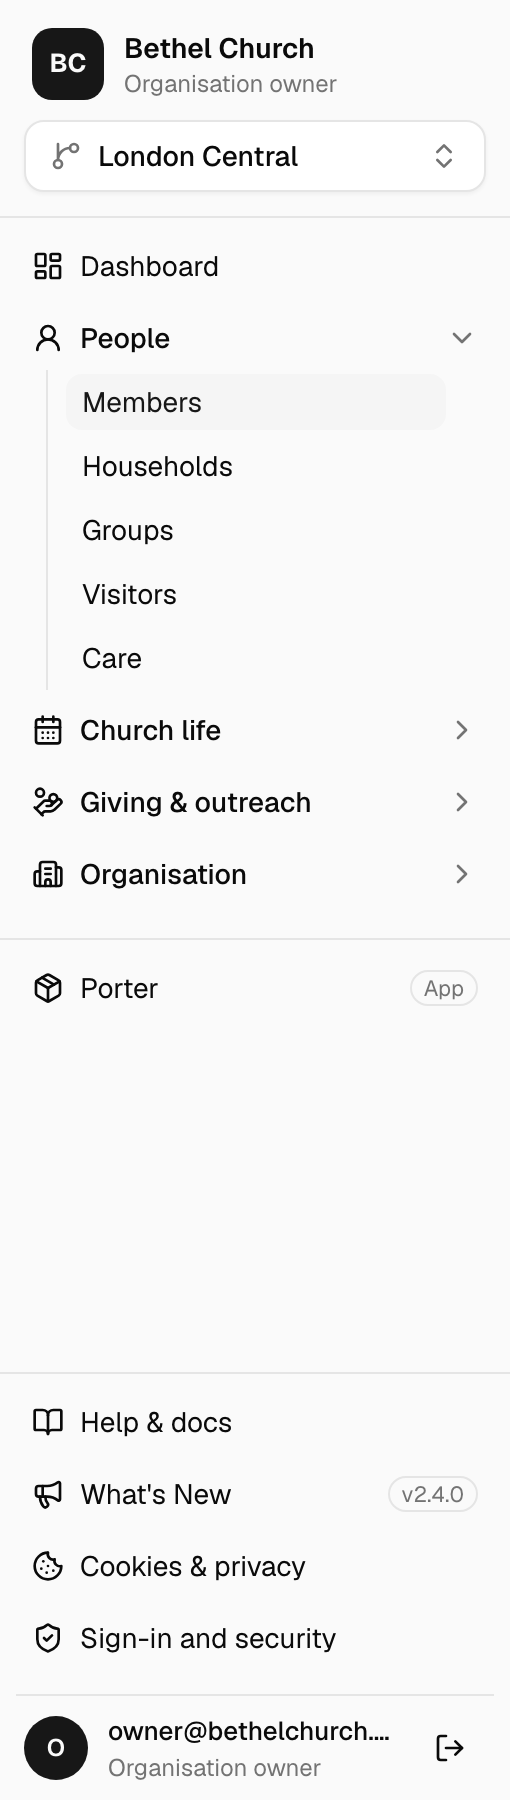 BC
Bethel Church
Organisation owner
London Central
Dashboard
People
Members
Households
Groups
Visitors
Care
Church life
Giving & outreach
Organisation
Porter
App
Help & docs
What's New
v2.4.0
Cookies & privacy
Sign-in and security
O
owner@bethelchurch....
Organisation owner